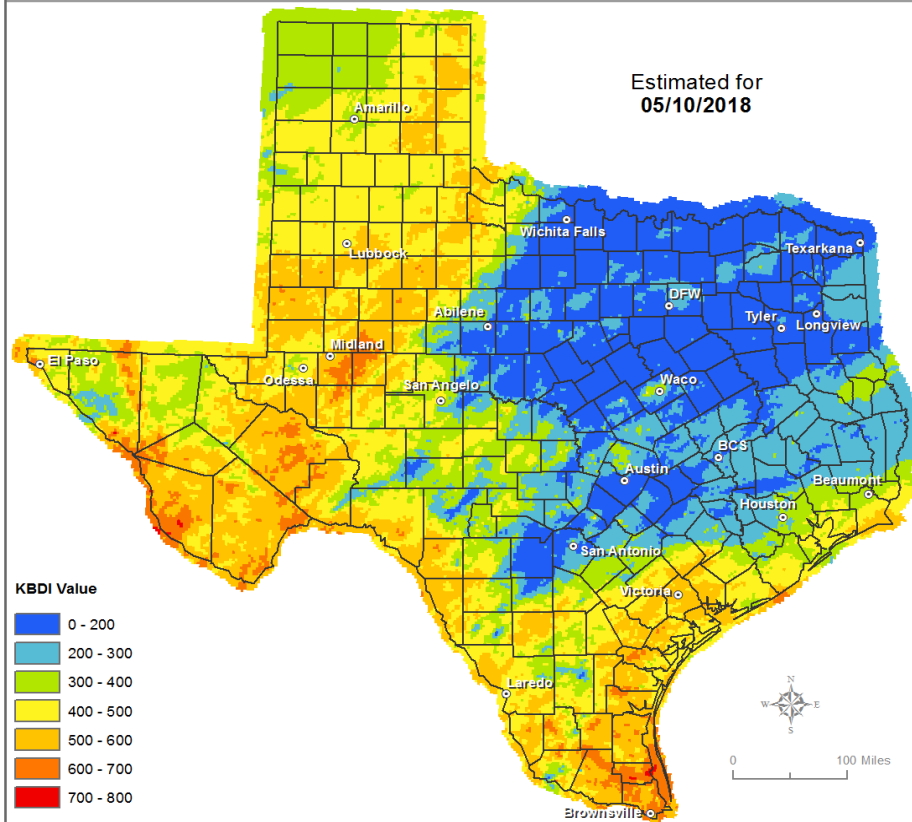 Estimated for
05/10/2018
Amarillo
Wichita Falls
Texarkana
Lubbock
DFW
Abilene
Tyler
Longview
Midland
El Paso
Odessa
San Angelo
Waco
BCS
Austin
Beaumont
Houston
San Antonio
Victoria
Laredo
Brownsville
KBDI Value
0 - 200
200 - 300
300 - 400
400 - 500
500 - 600
600 - 700
700 - 800
N
W E
S
0 100 Miles